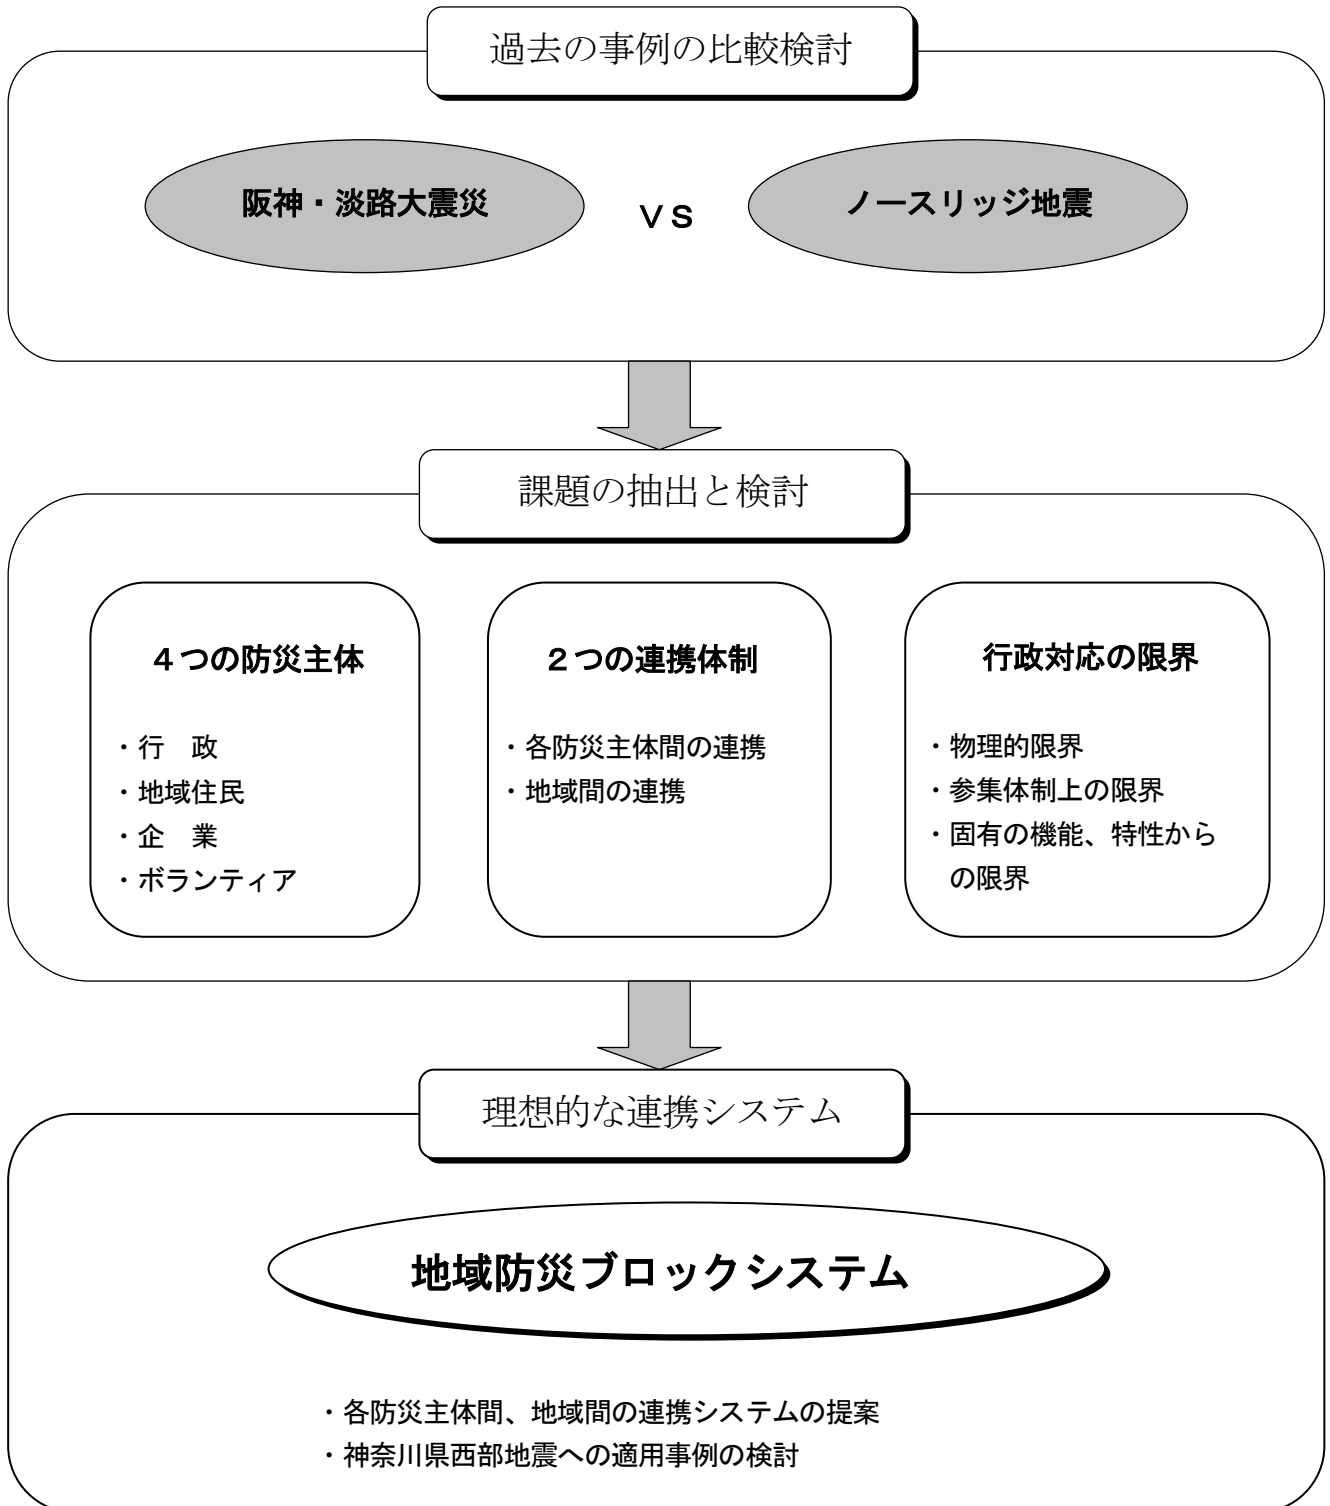 過去の事例の比較検討
阪神・淡路大震災
ＶＳ
ノースリッジ地震
課題の抽出と検討
４つの防災主体
・行　政
・地域住民
・企　業
・ボランティア
２つの連携体制
・各防災主体間の連携
・地域間の連携
行政対応の限界
・物理的限界
・参集体制上の限界
・固有の機能、特性から
の限界
理想的な連携システム
地域防災ブロックシステム
・各防災主体間、地域間の連携システムの提案
・神奈川県西部地震への適用事例の検討